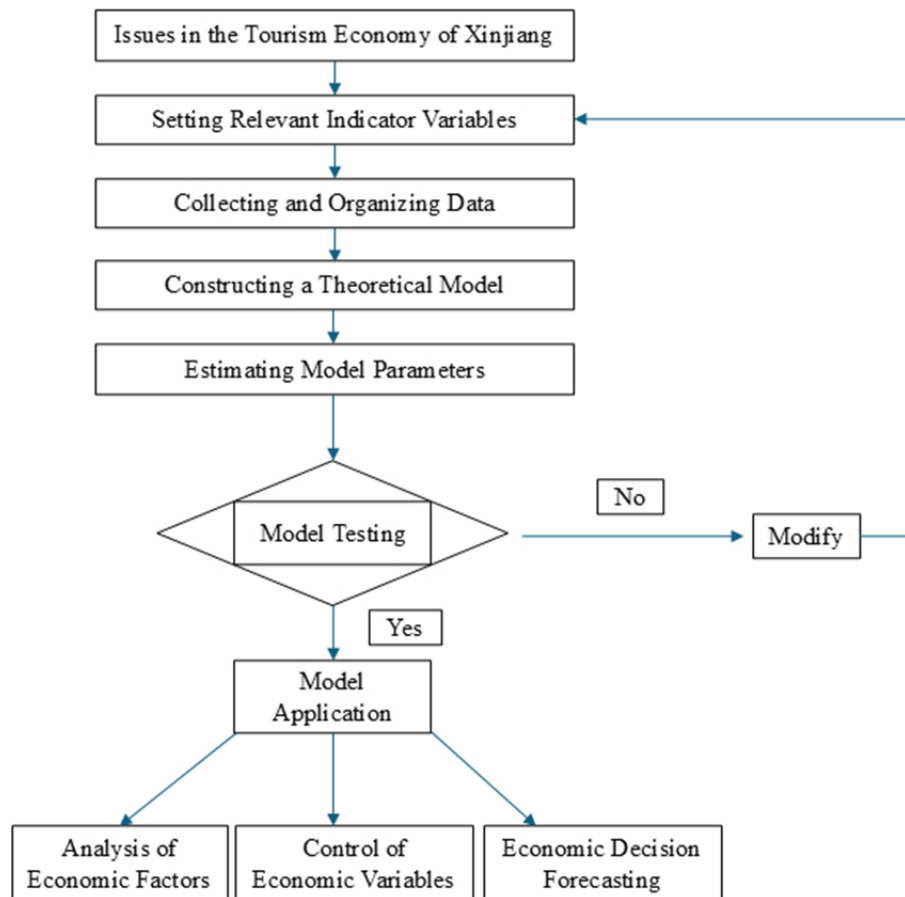 Issues in the Tourism Economy of Xinjiang
Setting Relevant Indicator Variables
Collecting and Organizing Data
Constructing a Theoretical Model
Estimating Model Parameters
Model Testing
No
Modify
Yes
Model
Application
Analysis of
Economic Factors
Control of
Economic Variables
Economic Decision
Forecasting